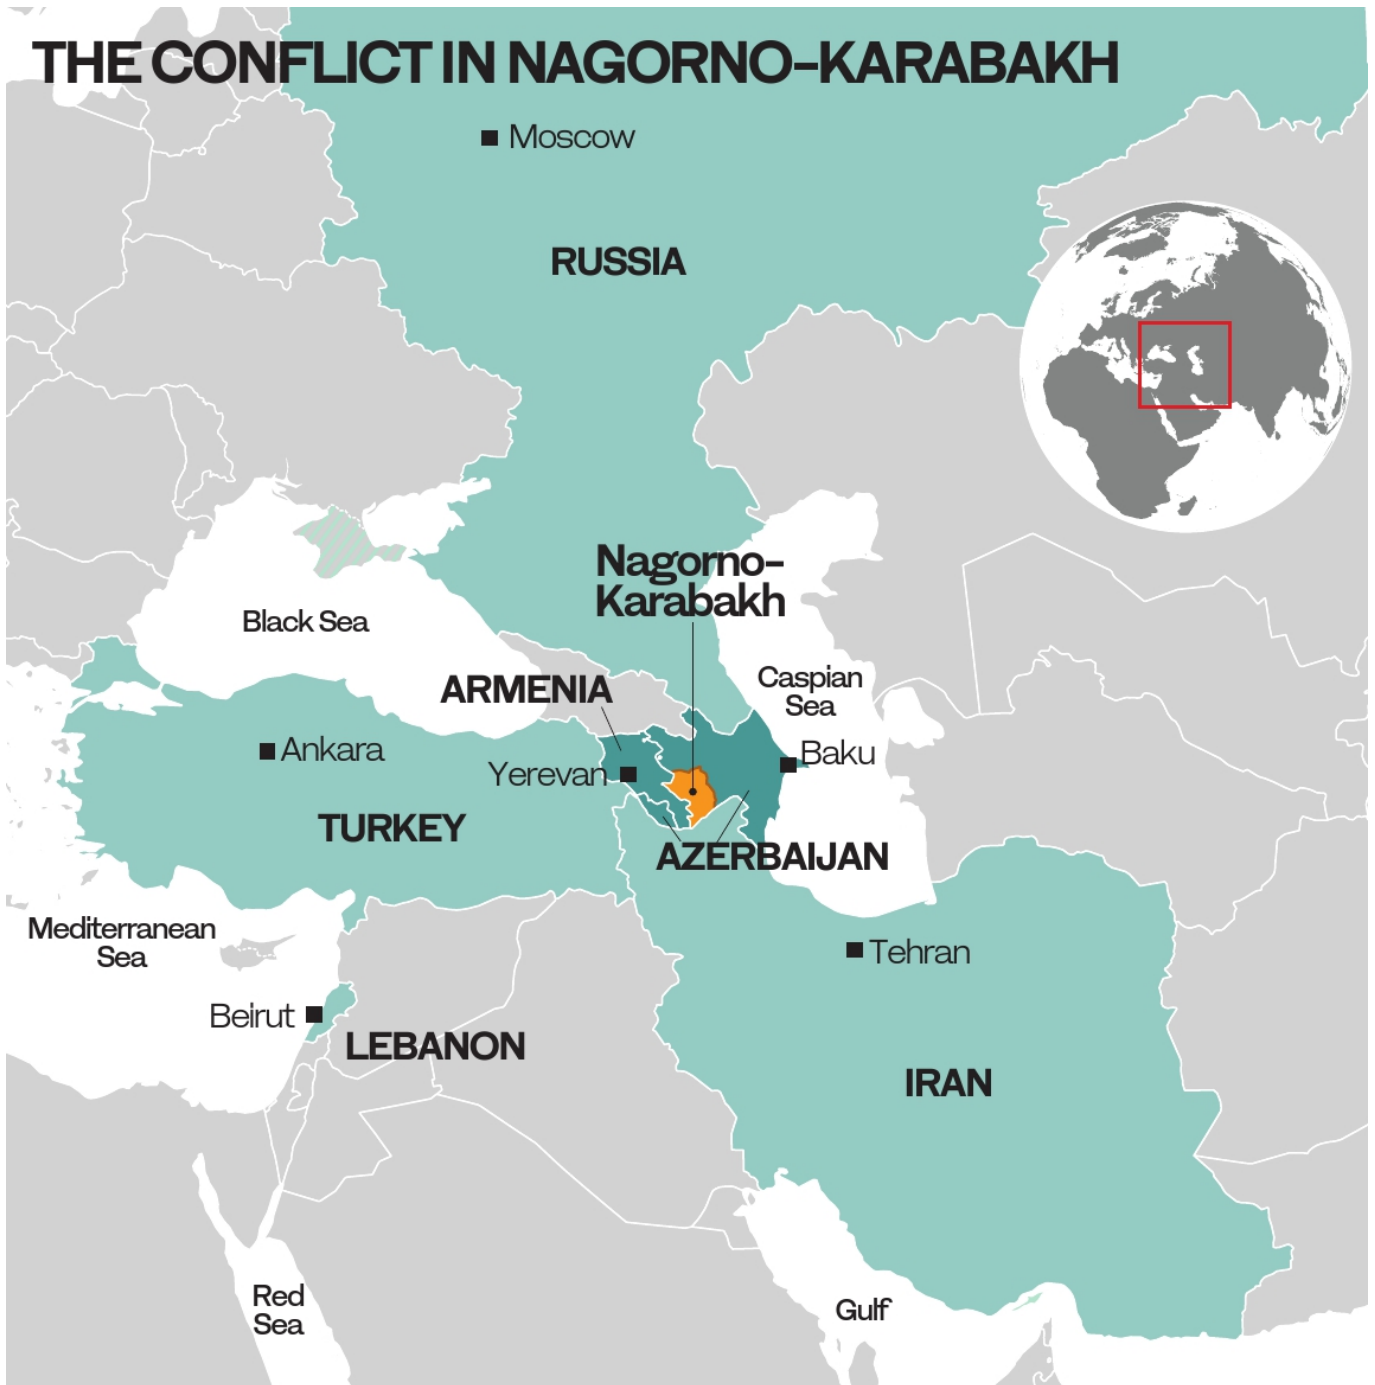 THE CONFLICT IN NAGORNO–KARABAKH
Moscow
RUSSIA
Nagorno–
Karabakh
Black Sea
ARMENIA
Caspian
Sea
Ankara
Yerevan
Baku
TURKEY
AZERBAIJAN
Mediterranean
Sea
Tehran
Beirut
LEBANON
IRAN
Red
Sea
Gulf